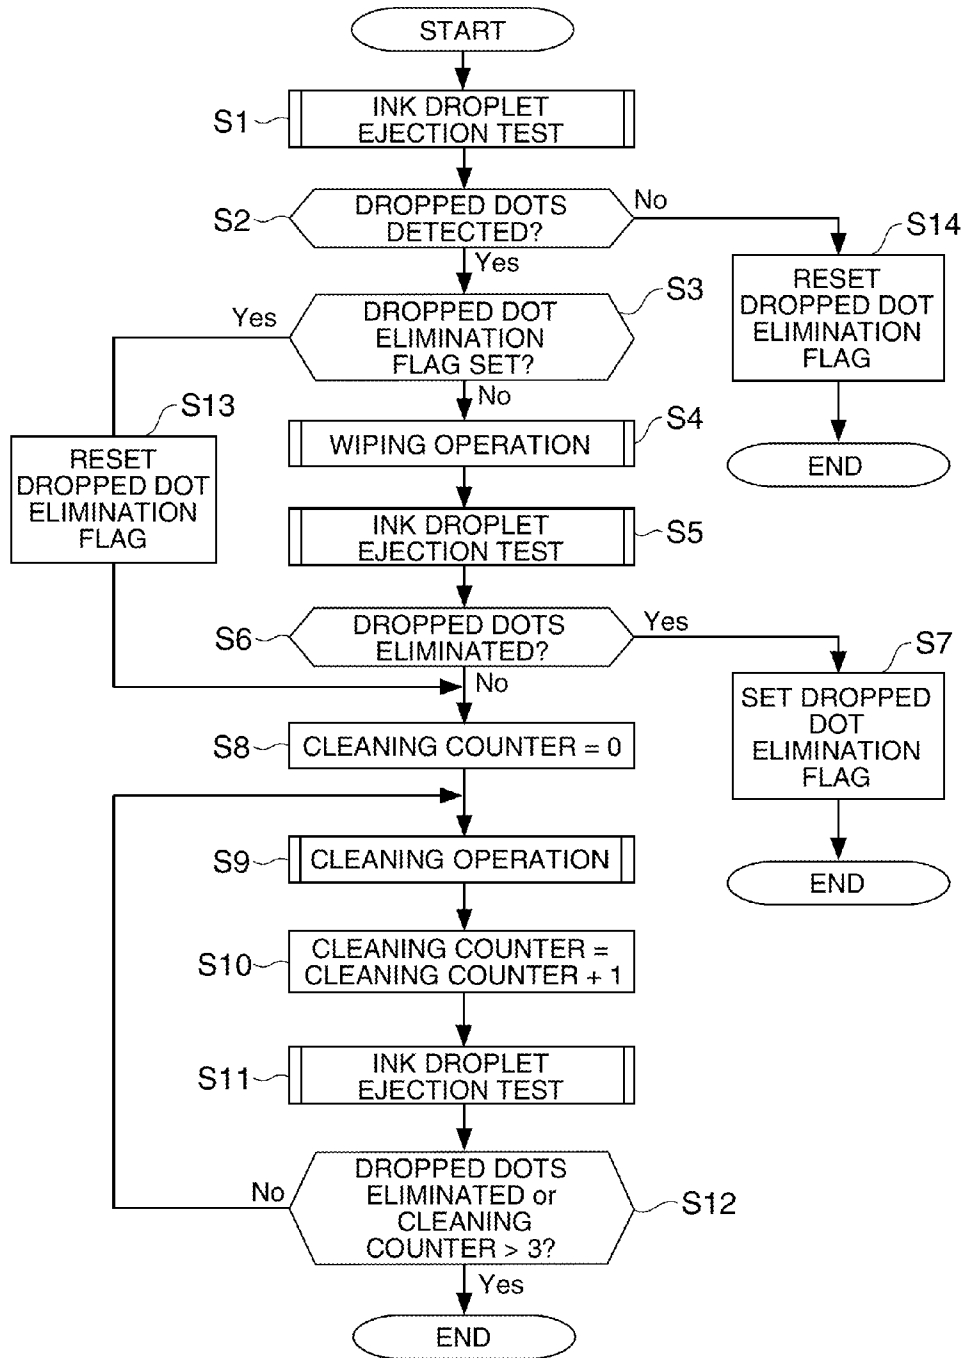 START
S1
INK DROPLET
EJECTION TEST
S2
DROPPED DOTS
DETECTED?
No
Yes
S14
RESET
DROPPED DOT
ELIMINATION
FLAG
END
S3
DROPPED DOT
ELIMINATION
FLAG SET?
Yes
No
S13
RESET
DROPPED DOT
ELIMINATION
FLAG
S4
WIPING OPERATION
S5
INK DROPLET
EJECTION TEST
S6
DROPPED DOTS
ELIMINATED?
Yes
No
S7
SET DROPPED
DOT
ELIMINATION
FLAG
END
S8
CLEANING COUNTER = 0
S9
CLEANING OPERATION
S10
CLEANING COUNTER =
CLEANING COUNTER + 1
S11
INK DROPLET
EJECTION TEST
S12
DROPPED DOTS
ELIMINATED or
CLEANING
COUNTER > 3?
No
Yes
END